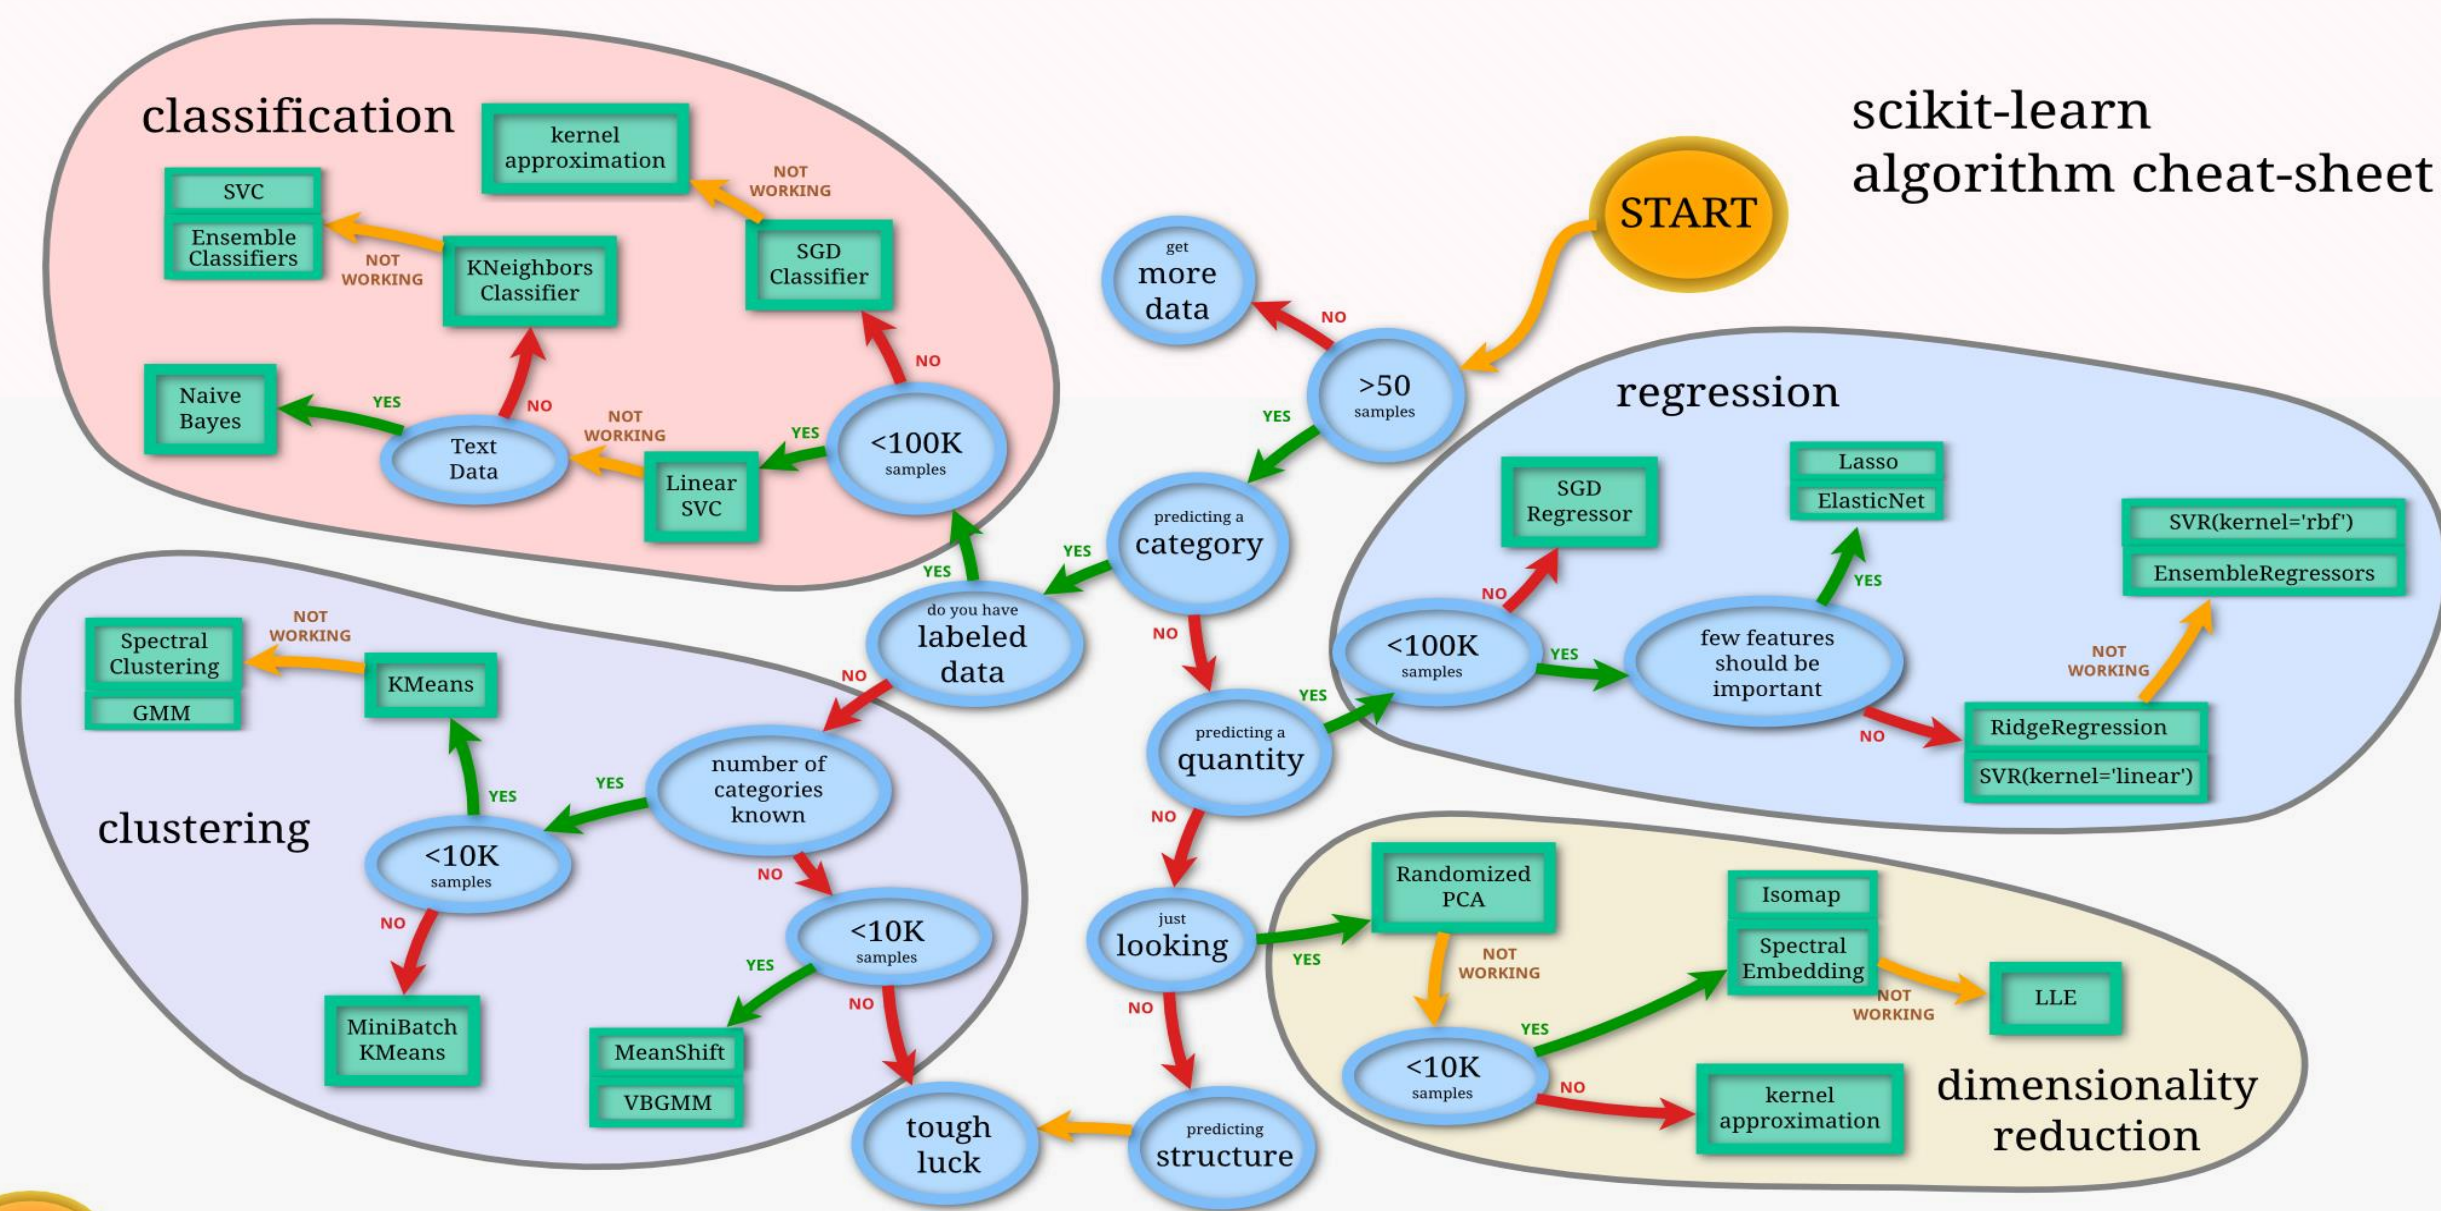 scikit-learn
algorithm cheat-sheet
START
classification
kernel
approximation
NOT
WORKING
SVC
Ensemble
Classifiers
NOT
WORKING
KNeighbors
Classifier
SGD
Classifier
NO
Naive
Bayes
YES
NO
Text
Data
NOT
WORKING
Linear
SVC
YES
<100K
samples
YES
get
more
data
NO
>50
samples
YES
predicting a
category
YES
do you have
labeled
data
NO
NO
predicting a
quantity
YES
NO
just
looking
YES
NO
predicting
structure
tough
luck
regression
SGD
Regressor
NO
<100K
samples
YES
Lasso
ElasticNet
YES
few features
should be
important
NO
SVR(kernel='rbf')
EnsembleRegressors
NOT
WORKING
RidgeRegression
SVR(kernel='linear')
clustering
Spectral
Clustering
GMM
NOT
WORKING
KMeans
YES
<10K
samples
YES
number of
categories
known
NO
NO
MiniBatch
KMeans
<10K
samples
YES
NO
MeanShift
VBGMM
dimensionality
reduction
Randomized
PCA
NOT
WORKING
<10K
samples
YES
NO
Isomap
Spectral
Embedding
NOT
WORKING
LLE
kernel
approximation